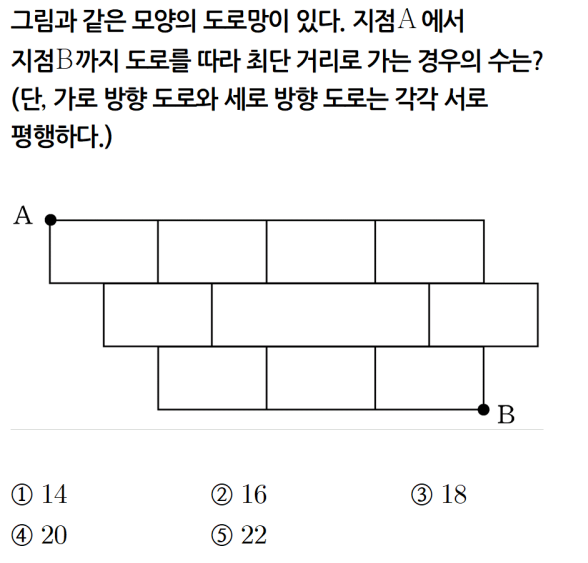 그림과 같은 모양의 도로망이 있다. 지점A에서
지점B까지 도로를 따라 최단 거리로 가는 경우의 수는?
(단, 가로 방향 도로와 세로 방향 도로는 각각 서로
평행하다.)
A
B
① 14 ② 16 ③ 18
④ 20 ⑤ 22